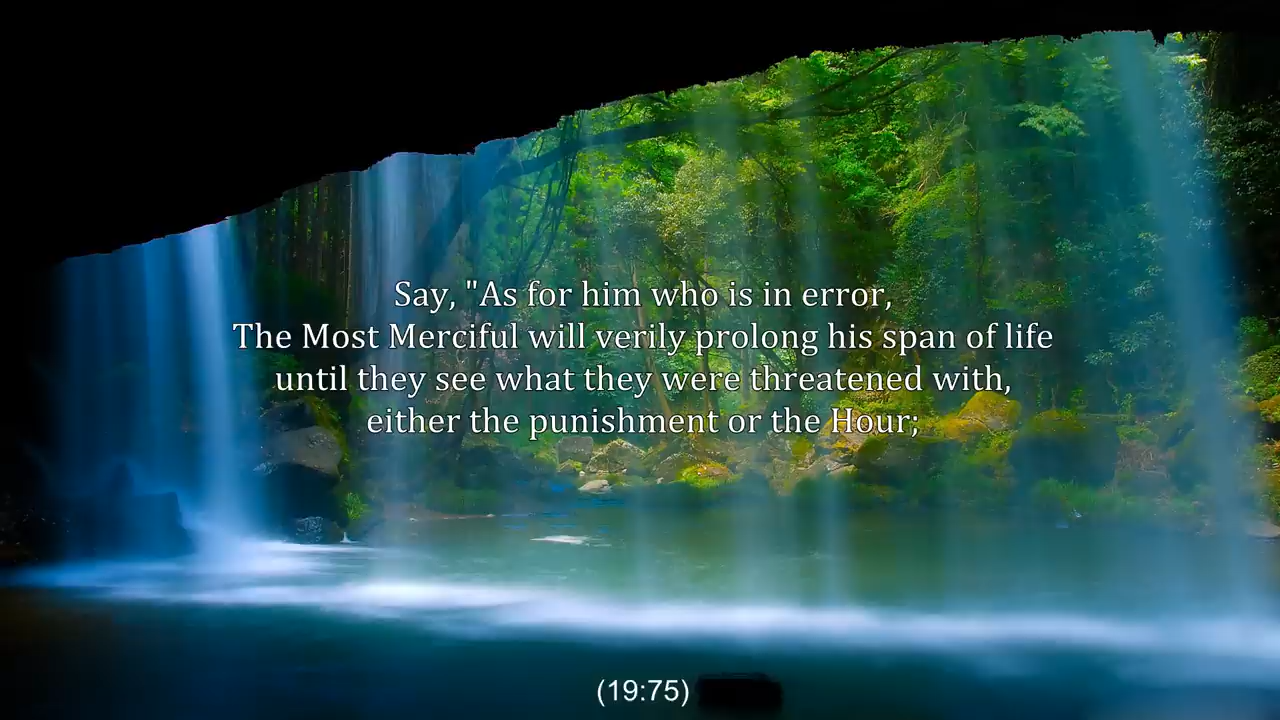 Say, "As for him who is in error,
The Most Merciful will verily prolong his span of life
until they see what they were threatened with,
either the punishment or the Hour;
(19:75)